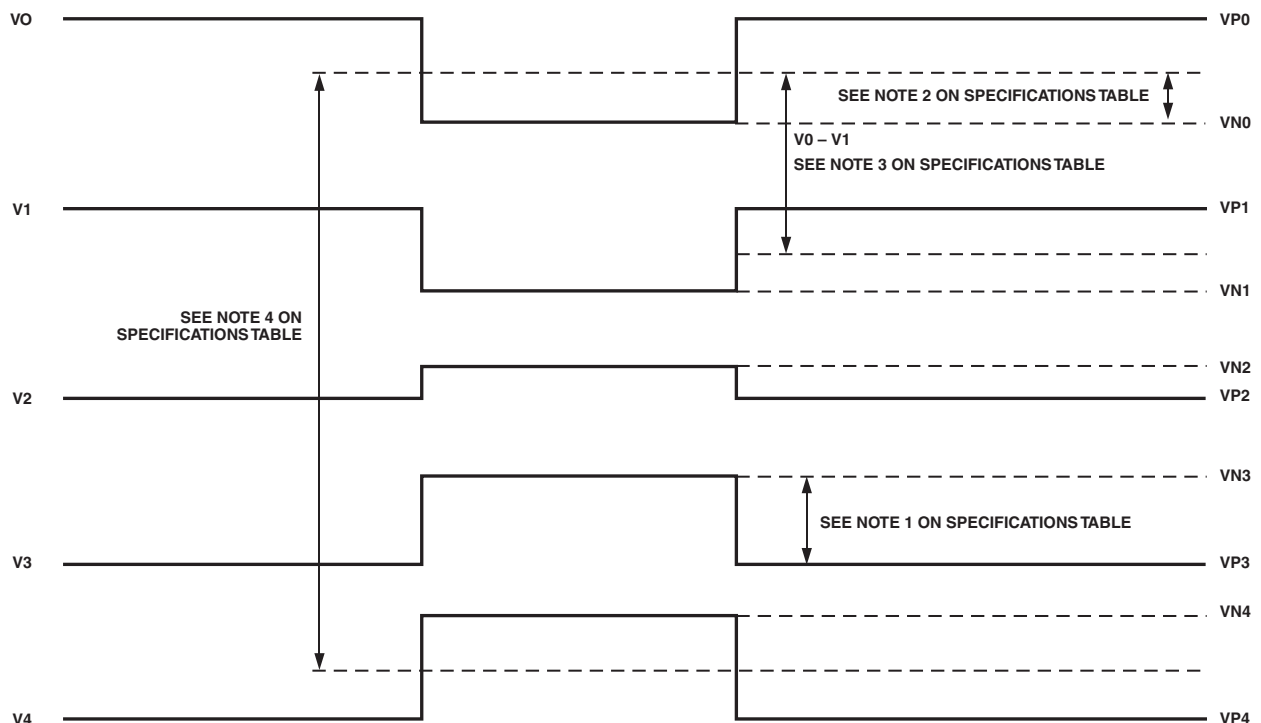 VO
VP0
SEE NOTE 2 ON SPECIFICATIONS TABLE
VN0
V0 – V1
SEE NOTE 3 ON SPECIFICATIONS TABLE
V1
VP1
VN1
SEE NOTE 4 ON
SPECIFICATIONS TABLE
VN2
V2
VP2
VN3
SEE NOTE 1 ON SPECIFICATIONS TABLE
V3
VP3
VN4
V4
VP4